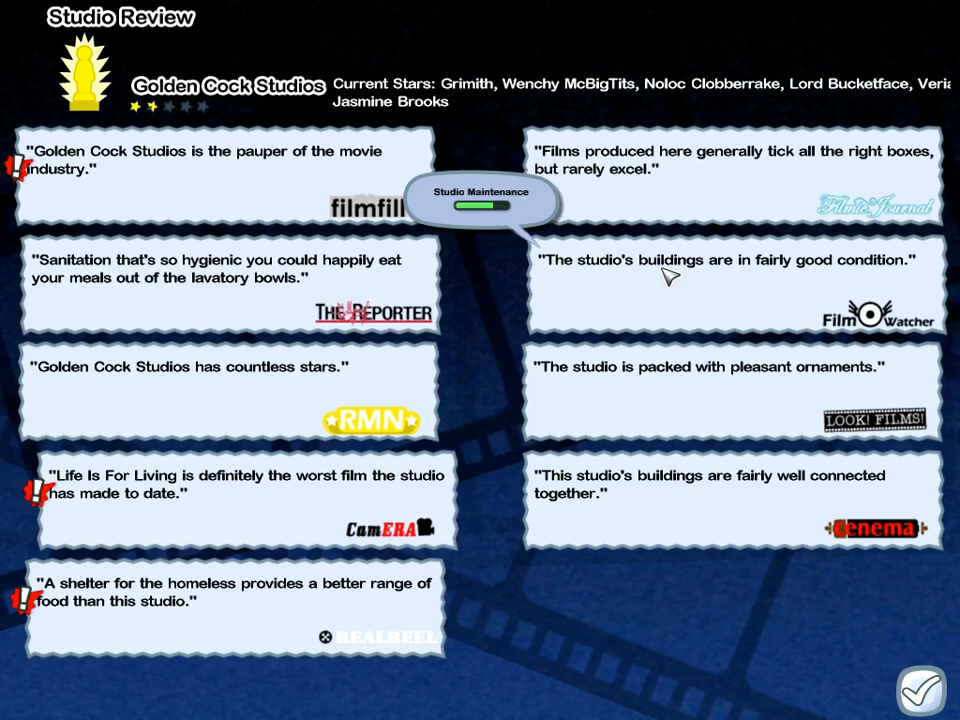 Studio Review
Golden Cock Studios
Current Stars: Grimith, Wenchy McBigTits, Noloc Clobberrake, Lord Bucketface, Veria
Jasmine Brooks
"Golden Cock Studios is the pauper of the movie
industry."
filmfill
"Films produced here generally tick all the right boxes,
but rarely excel."
Filmic Journal
Studio Maintenance
"Sanitation that's so hygienic you could happily eat
your meals out of the lavatory bowls."
THE REPORTER
"The studio's buildings are in fairly good condition."
Film Watcher
"Golden Cock Studios has countless stars."
RMN
"The studio is packed with pleasant ornaments."
LOOK! FILMS!
"Life Is For Living is definitely the worst film the studio
has made to date."
CamERA
"This studio's buildings are fairly well connected
together."
Cenema
"A shelter for the homeless provides a better range of
food than this studio."
REALREEL